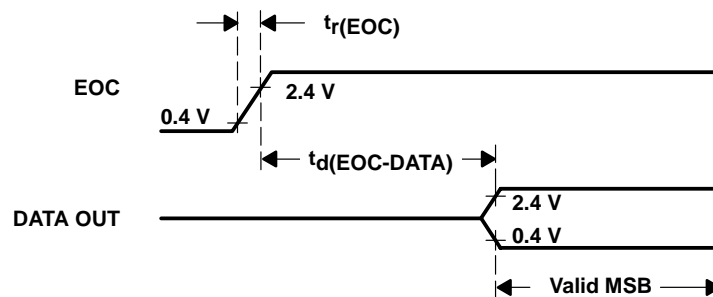 tr(EOC)
EOC
2.4 V
0.4 V
td(EOC-DATA)
DATA OUT
2.4 V
0.4 V
Valid MSB